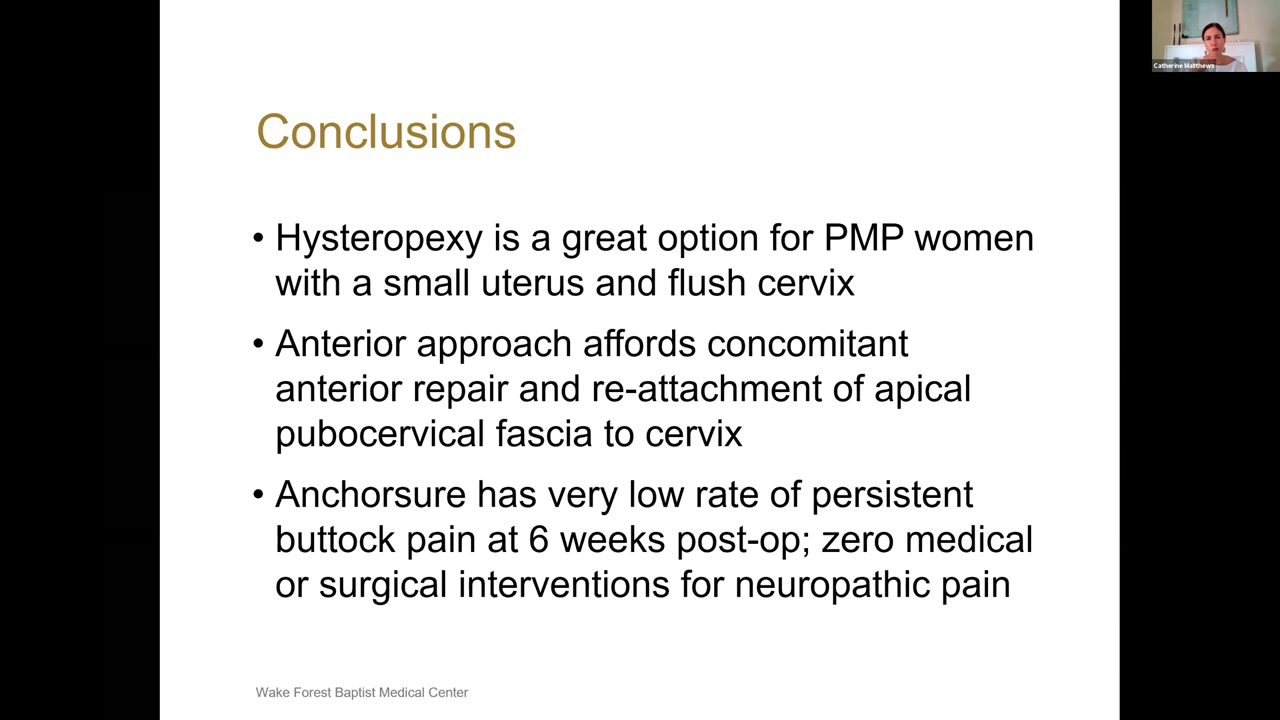 Catherine Matthews
Conclusions
• Hysteropexy is a great option for PMP women
with a small uterus and flush cervix
• Anterior approach affords concomitant
anterior repair and re-attachment of apical
pubocervical fascia to cervix
• Anchorsure has very low rate of persistent
buttock pain at 6 weeks post-op; zero medical
or surgical interventions for neuropathic pain
Wake Forest Baptist Medical Center